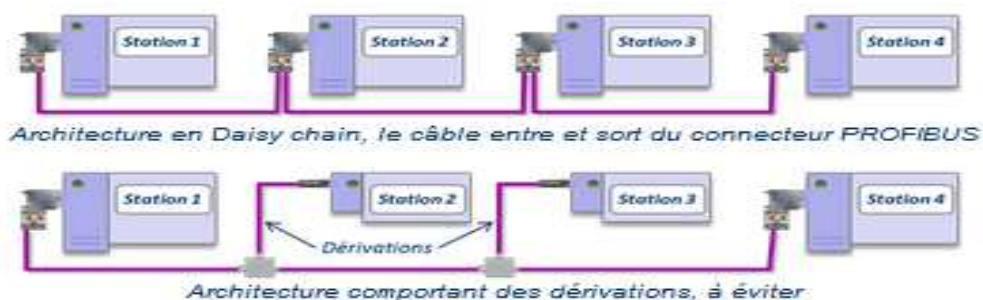 Station 1
Station 2
Station 3
Station 4
Architecture en Daisy chain, le câble entre et sort du connecteur PROFIBUS
Station 1
Station 2
Station 3
Station 4
Dérivations
Architecture comportant des dérivations, à éviter